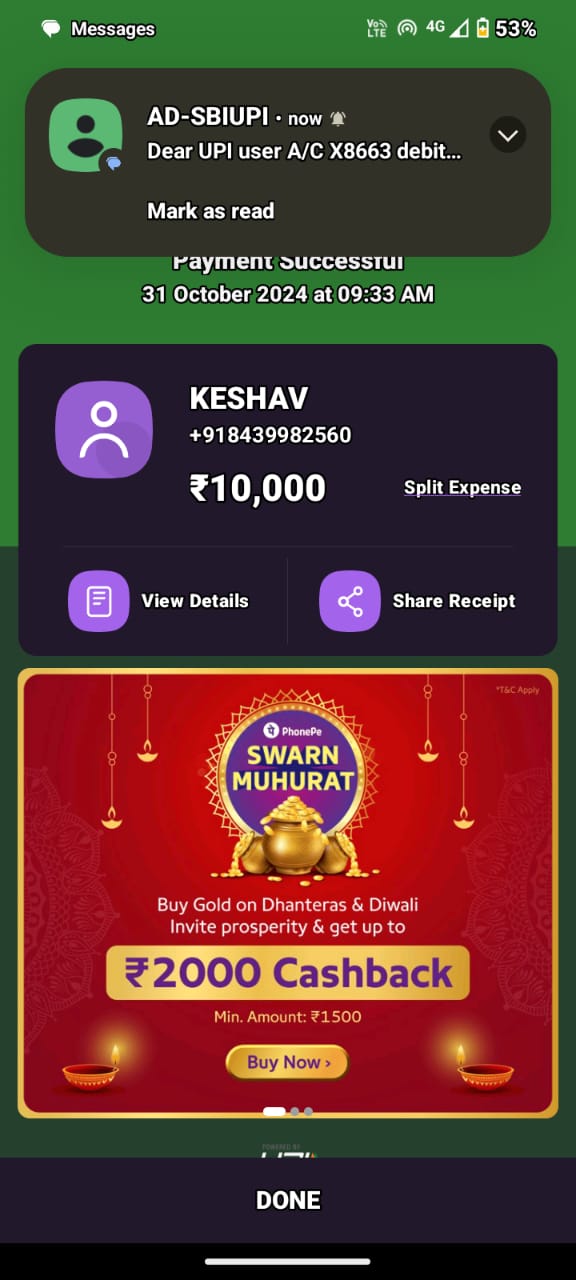 Messages
Vo) LTE 4G 53%
AD-SBIUPI • now
Dear UPI user A/C X8663 debit...
Mark as read
Payment Successful
31 October 2024 at 09:33 AM
KESHAV
+918439982560
₹10,000
Split Expense
View Details
Share Receipt
*T&C Apply
PhonePe
SWARN
MUHURAT
Buy Gold on Dhanteras & Diwali
Invite prosperity & get up to
₹2000 Cashback
Min. Amount: ₹1500
Buy Now ›
POWERED BY
DONE